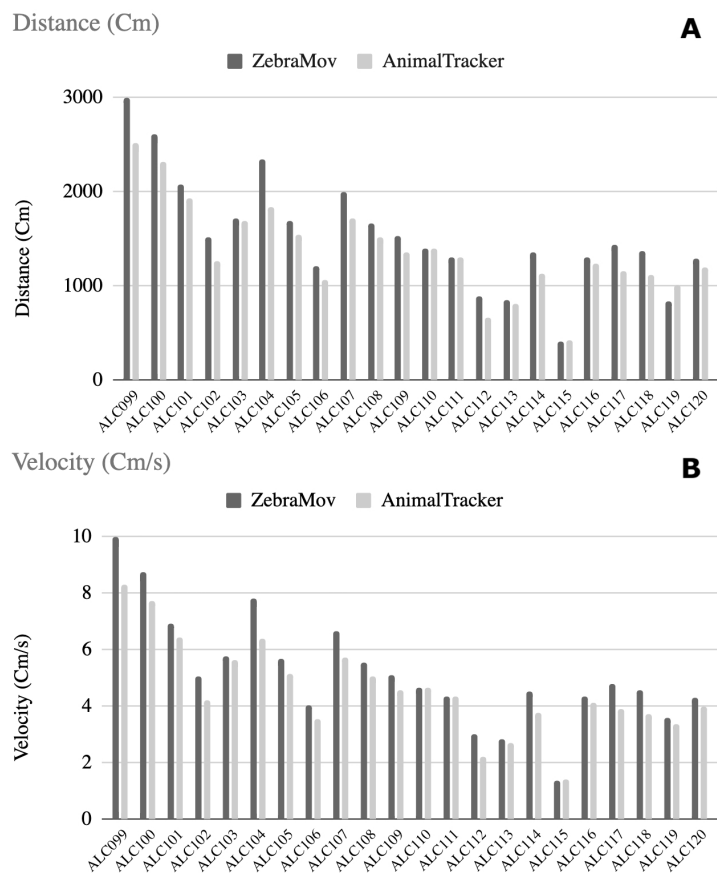 Distance (Cm)
A
ZebraMov AnimalTracker
3000
2000
1000
0
Distance (Cm)
ALC099 ALC100 ALC101 ALC102 ALC103 ALC104 ALC105 ALC106 ALC107 ALC108 ALC109 ALC110 ALC111 ALC112 ALC113 ALC114 ALC115 ALC116 ALC117 ALC118 ALC119 ALC120
Velocity (Cm/s)
B
ZebraMov AnimalTracker
10
8
6
4
2
0
Velocity (Cm/s)
ALC099 ALC100 ALC101 ALC102 ALC103 ALC104 ALC105 ALC106 ALC107 ALC108 ALC109 ALC110 ALC111 ALC112 ALC113 ALC114 ALC115 ALC116 ALC117 ALC118 ALC119 ALC120